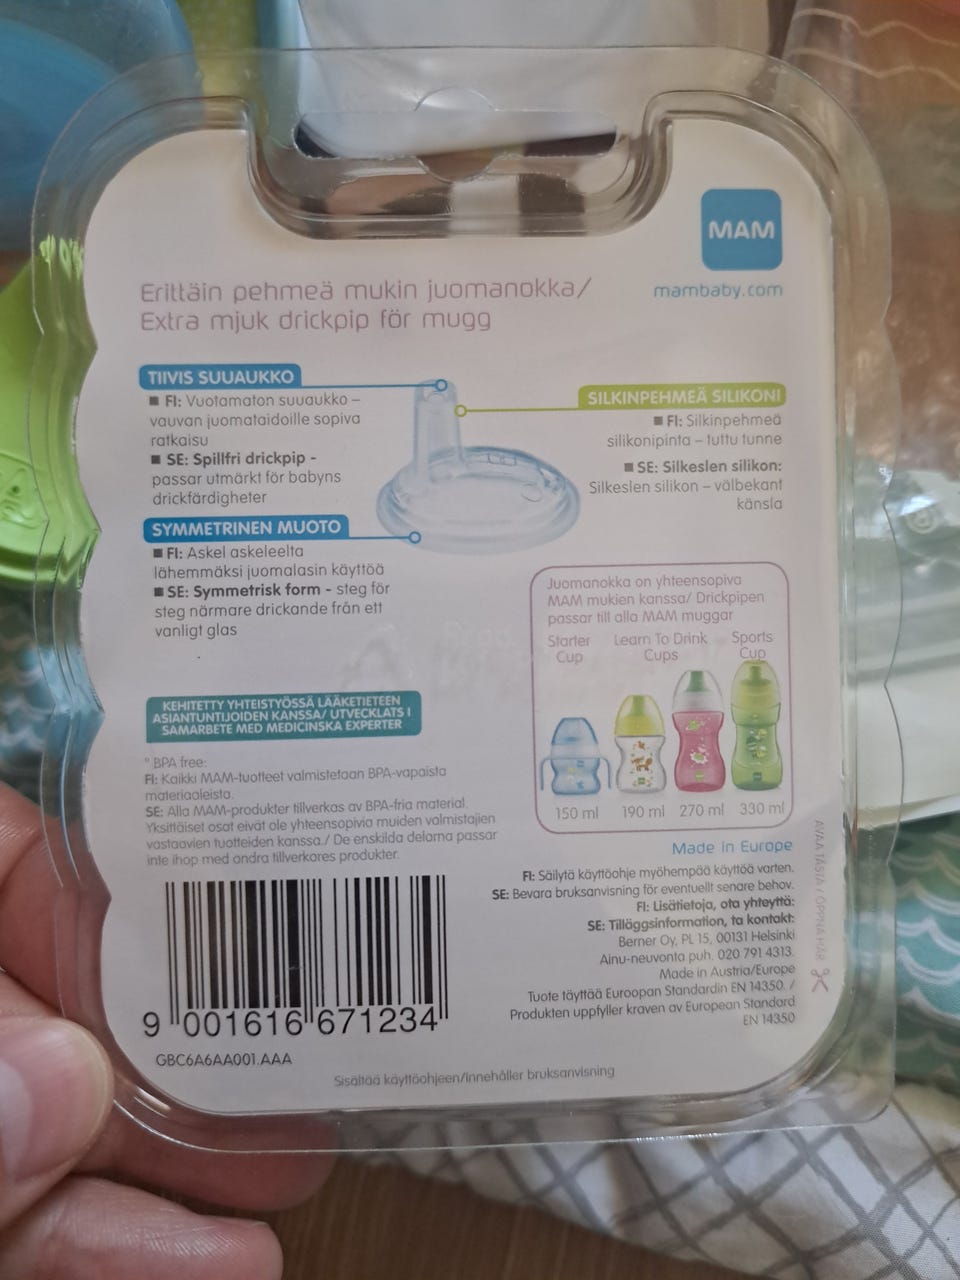 MAM
mambaby.com
Erittäin pehmeä mukin juomanokka/
Extra mjuk drickpip för mugg
TIIVIS SUUAUKKO
■ FI: Vuotamaton suuaukko –
vauvan juomataidoille sopiva
ratkaisu
■ SE: Spillfri drickpip -
passar utmärkt för babyns
drickfärdigheter
SILKINPEHMEÄ SILIKONI
■ FI: Silkinpehmeä
silikonipinta – tuttu tunne
■ SE: Silkeslen silikon:
Silkeslen silikon – välbekant
känsla
SYMMETRINEN MUOTO
■ FI: Askel askeleelta
lähemmäksi juomalasin käyttöä
■ SE: Symmetrisk form - steg för
steg närmare drickande från ett
vanligt glas
Juomanokka on yhteensopiva
MAM mukien kanssa/ Drickpipen
passar till alla MAM muggar
Starter
Cup
Learn To Drink
Cups
Sports
Cup
150 ml
190 ml
270 ml
330 ml
KEHITETTY YHTEISTYÖSSÄ LÄÄKETIETEEN
ASIANTUNTIJOIDEN KANSSA/ UTVECKLATS I
SAMARBETE MED MEDICINSKA EXPERTER
° BPA free:
FI: Kaikki MAM-tuotteet valmistetaan BPA-vapaista
materiaaleista.
SE: Alla MAM-produkter tillverkas av BPA-fria material.
Yksittäiset osat eivät ole yhteensopivia muiden valmistajien
vastaavien tuotteiden kanssa./ De enskilda delarna passar
inte ihop med andra tillverkares produkter.
Made in Europe
FI: Säilytä käyttöohje myöhempää käyttöä varten.
SE: Bevara bruksanvisning för eventuellt senare behov.
FI: Lisätietoja, ota yhteyttä:
SE: Tilläggsinformation, ta kontakt:
Berner Oy, PL 15, 00131 Helsinki
Ainu-neuvonta puh. 020 791 4313.
Made in Austria/Europe
Tuote täyttää Euroopan Standardin EN 14350. /
Produkten uppfyller kraven av European Standard
EN 14350
AVAA TÄSTÄ / ÖPPNA HÄR
9 001616 671234
GBC6A6AA001.AAA
Sisältää käyttöohjeen/innehåller bruksanvisning